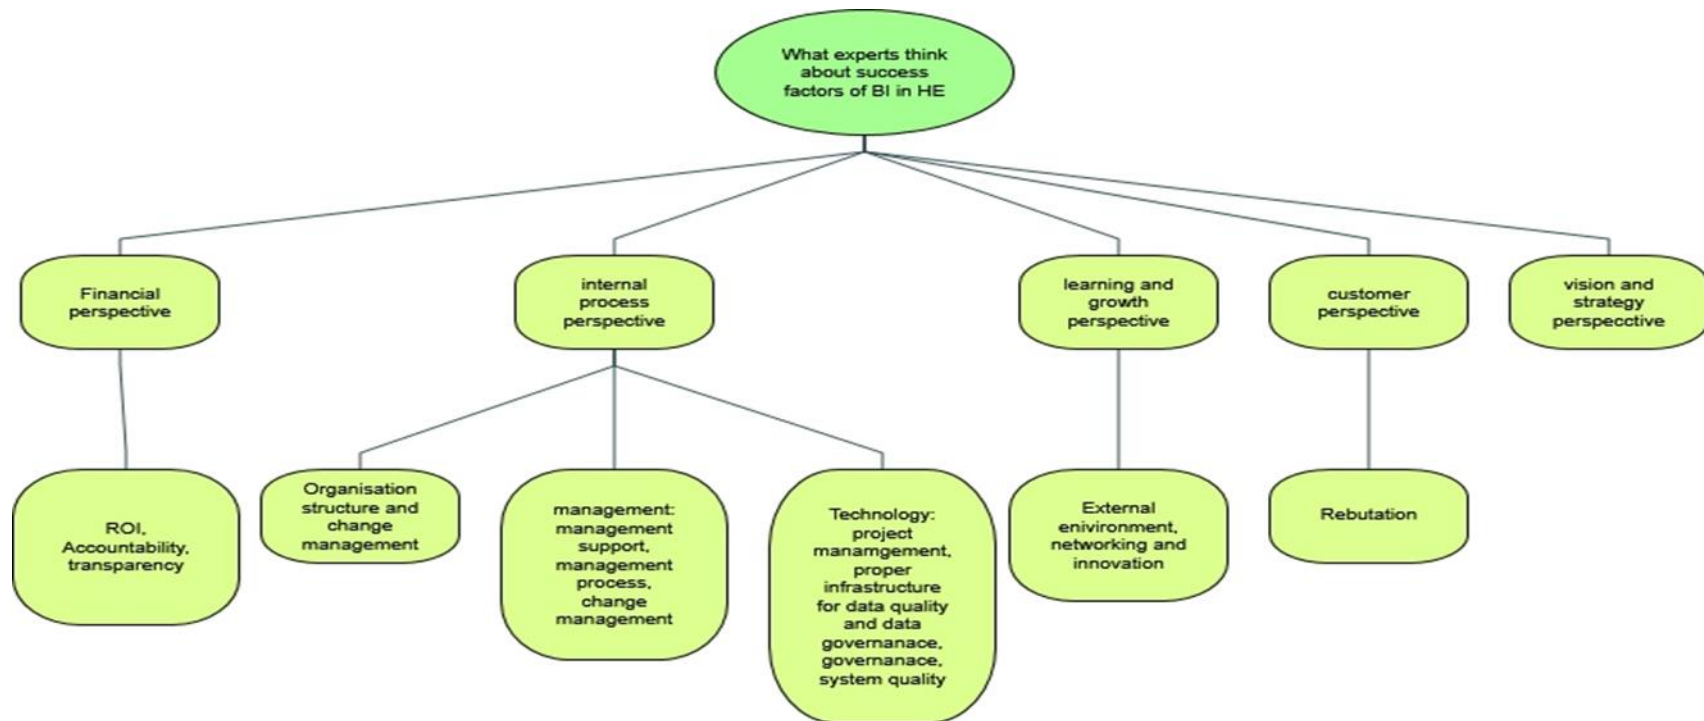 What experts think
about success
factors of BI in HE
Financial
perspective
internal
process
perspective
learning and
growth
perspective
customer
perspective
vision and
strategy
perspecctive
ROI,
Accountability,
transparency
Organisation
structure and
change
management
management:
management
support,
management
process,
change
management
Technology:
project
manamgement,
proper
infrastructure
for data quality
and data
governanace,
governanace,
system quality
External
enivironment,
networking and
innovation
Rebutation